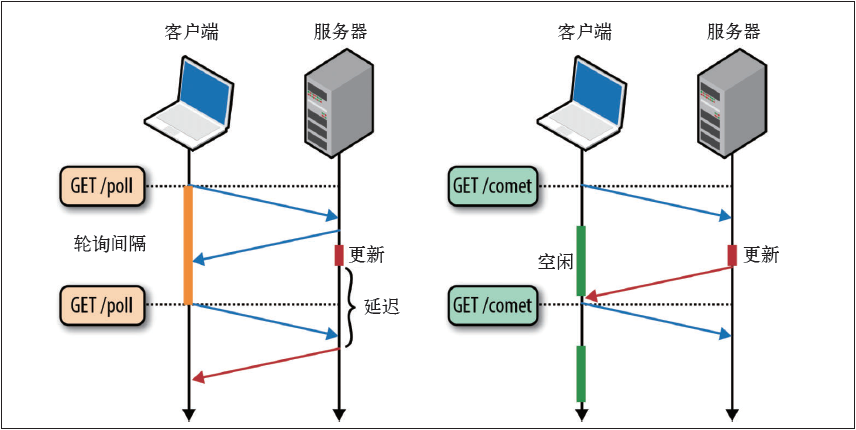 客户端
服务器
GET /poll
轮询间隔
更新
GET /poll
延迟
客户端
服务器
GET /comet
空闲
更新
GET /comet